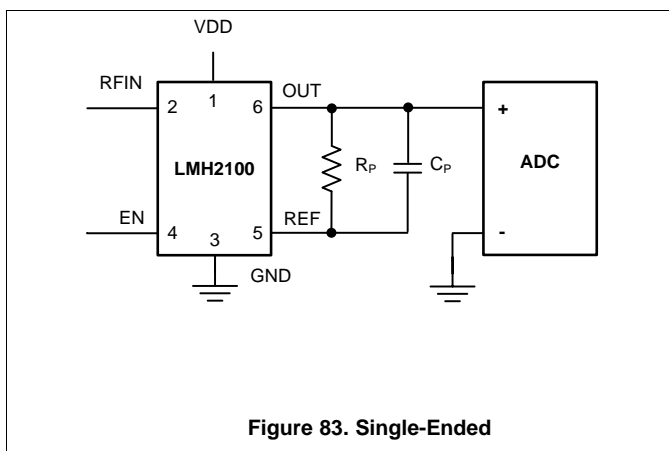 VDD
RFIN
OUT
2
1
6
+
LMH2100
RP
CP
ADC
EN
REF
4
3
5
-
GND
Figure 83. Single-Ended